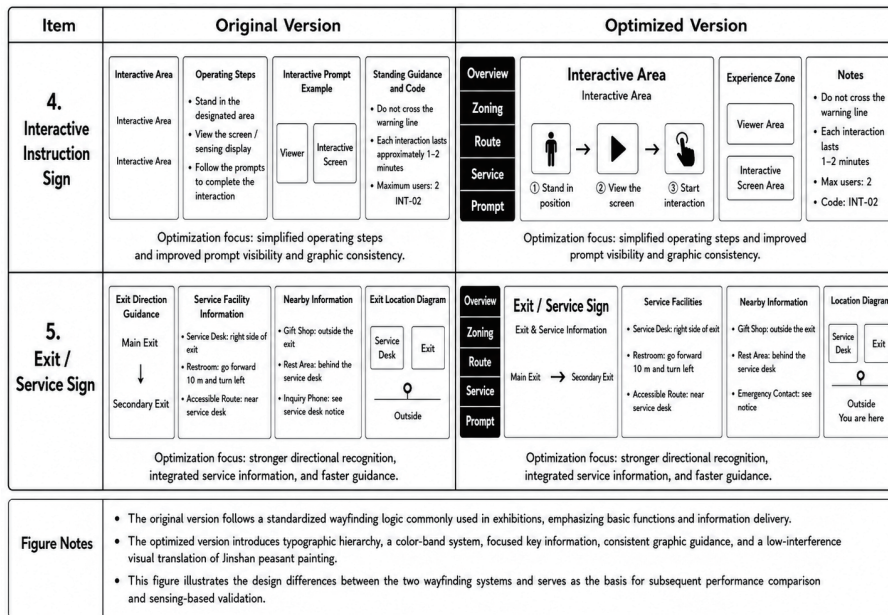 Item
Original Version
Optimized Version
4.
Interactive
Instruction
Sign
Interactive Area
Interactive Area
Interactive Area
Operating Steps
• Stand in the
designated area
• View the screen /
sensing display
• Follow the prompts
to complete the
interaction
Interactive Prompt
Example
Viewer
Interactive
Screen
Standing Guidance
and Code
• Do not cross the
warning line
• Each interaction lasts
approximately 1–2
minutes
• Maximum users: 2
INT-02
Optimization focus: simplified operating steps
and improved prompt visibility and graphic consistency.
Overview
Zoning
Route
Service
Prompt
Interactive Area
Interactive Area
① Stand in
position
② View the
screen
③ Start
interaction
Experience Zone
Viewer Area
Interactive
Screen Area
Notes
• Do not cross the
warning line
• Each interaction
lasts
1–2 minutes
• Max users: 2
• Code: INT-02
Optimization focus: simplified operating steps and improved
prompt visibility and graphic consistency.
5.
Exit /
Service Sign
Exit Direction
Guidance
Main Exit
Secondary Exit
Service Facility
Information
• Service Desk: right side of
exit
• Restroom: go forward
10 m and turn left
• Accessible Route: near
service desk
Nearby Information
• Gift Shop: outside the
exit
• Rest Area: behind the
service desk
• Inquiry Phone: see
service desk notice
Exit Location Diagram
Service
Desk
Exit
Outside
Optimization focus: stronger directional recognition,
integrated service information, and faster guidance.
Overview
Zoning
Route
Service
Prompt
Exit / Service Sign
Exit & Service Information
Main Exit → Secondary Exit
Service Facilities
• Service Desk: right side of exit
• Restroom: go forward
10 m and turn left
• Accessible Route: near
service desk
Nearby Information
• Gift Shop: outside the exit
• Rest Area: behind the
service desk
• Emergency Contact: see
notice
Location Diagram
Service
Desk
Exit
Outside
You are here
Optimization focus: stronger directional recognition,
integrated service information, and faster guidance.
Figure Notes
• The original version follows a standardized wayfinding logic commonly used in exhibitions, emphasizing basic functions and information delivery.
• The optimized version introduces typographic hierarchy, a color-band system, focused key information, consistent graphic guidance, and a low-interference
visual translation of Jinshan peasant painting.
• This figure illustrates the design differences between the two wayfinding systems and serves as the basis for subsequent performance comparison
and sensing-based validation.